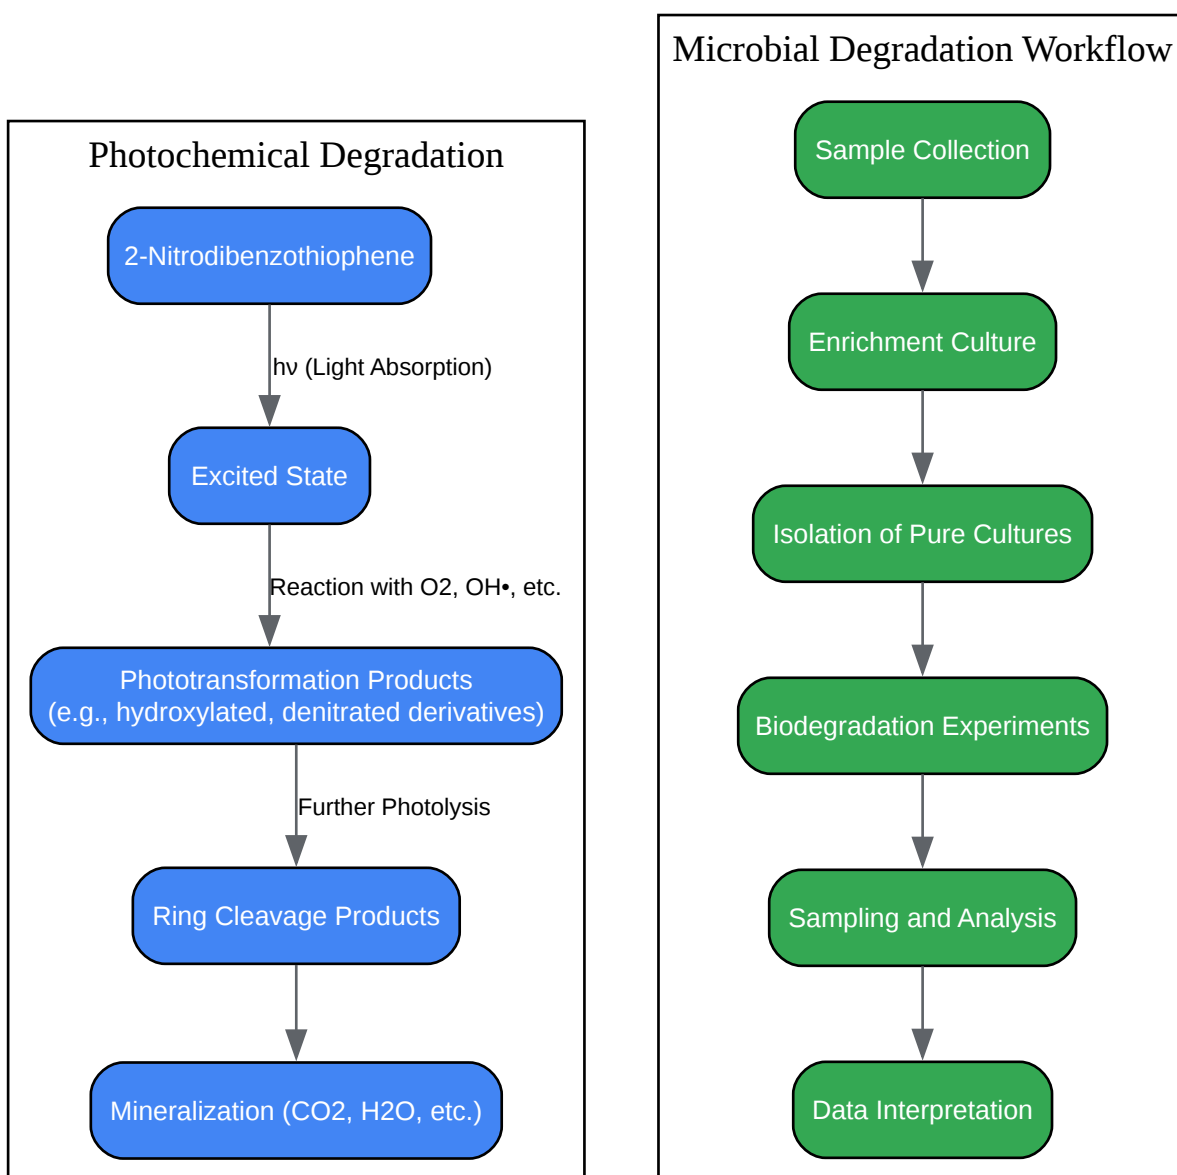 Photochemical Degradation
2-Nitrodibenzothiophene
hν (Light Absorption)
Excited State
Reaction with O2, OH•, etc.
Phototransformation Products
(e.g., hydroxylated, denitrated derivatives)
Further Photolysis
Ring Cleavage Products
Mineralization (CO2, H2O, etc.)
Microbial Degradation Workflow
Sample Collection
Enrichment Culture
Isolation of Pure Cultures
Biodegradation Experiments
Sampling and Analysis
Data Interpretation